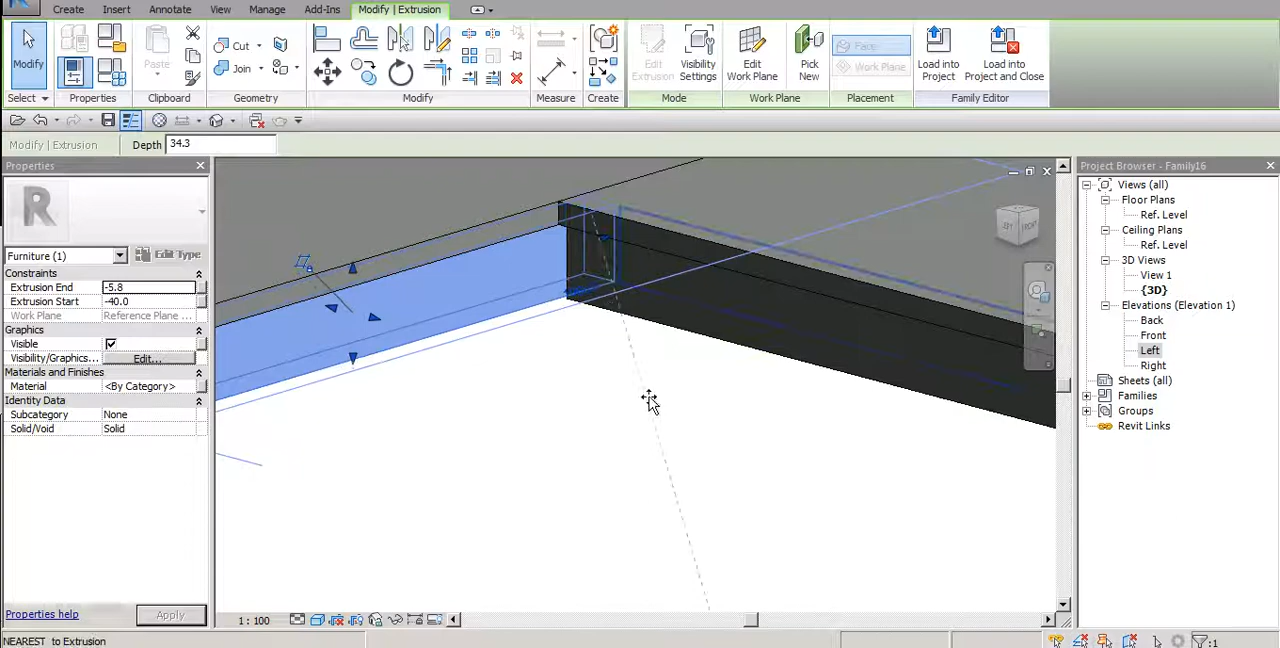 Create Insert Annotate View Manage Add-Ins Modify | Extrusion
Modify
Paste
Cut
Join
Edit Extrusion
Visibility Settings
Edit Work Plane
Pick New
Face
Work Plane
Load into Project
Load into Project and Close
Select Properties Clipboard Geometry Modify Measure Create Mode Work Plane Placement Family Editor
Modify | Extrusion Depth 34.3
Properties
Furniture (1) Edit Type
Constraints
Extrusion End -5.8
Extrusion Start -40.0
Work Plane Reference Plane ...
Graphics
Visible
Visibility/Graphics... Edit...
Materials and Finishes
Material <By Category>
Identity Data
Subcategory None
Solid/Void Solid
Properties help Apply
Project Browser - Family16
Views (all)
Floor Plans
Ref. Level
Ceiling Plans
Ref. Level
3D Views
View 1
{3D}
Elevations (Elevation 1)
Back
Front
Left
Right
Sheets (all)
Families
Groups
Revit Links
1 : 100
NEAREST to Extrusion
:1